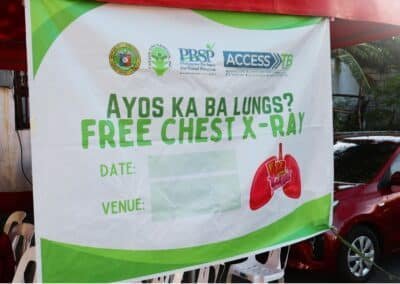 PRSP
ACCESS TB
AYOS KA BA LUNGS?
FREE CHEST X-RAY
DATE:
VENUE: